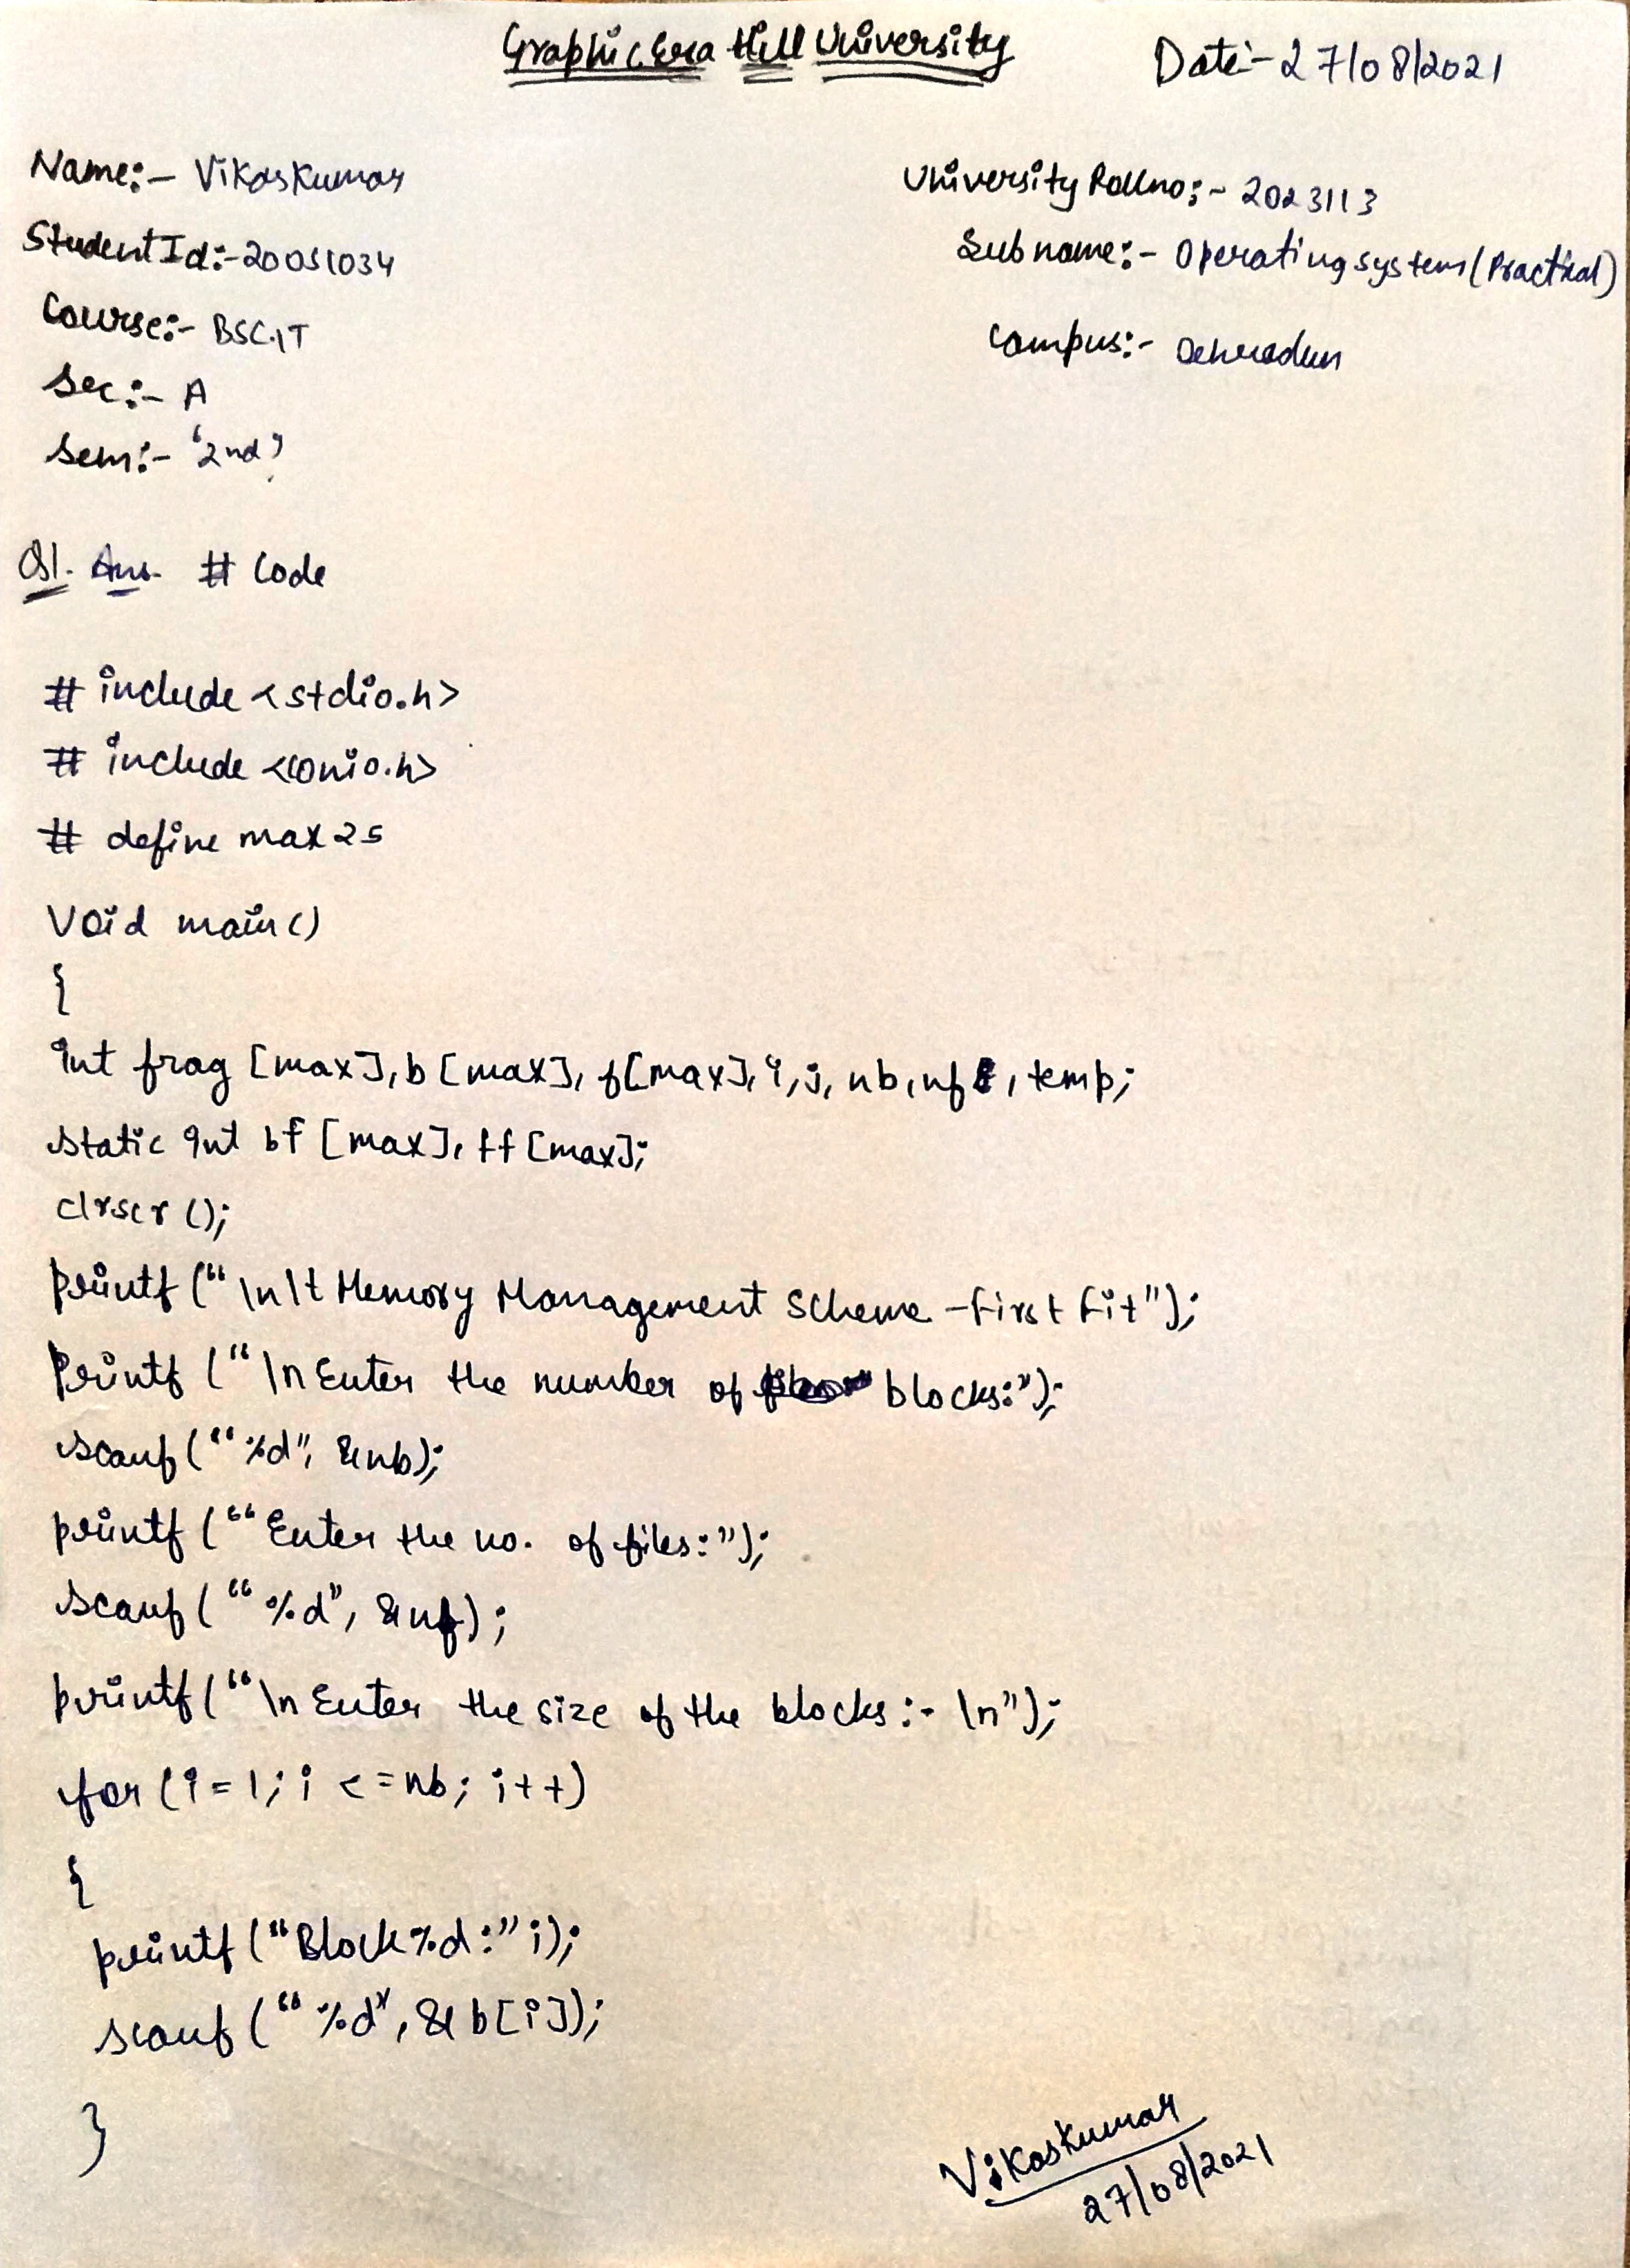 Graphic Era Hill University
Date:- 27/08/2021
Name:- Vikas Kumar
University Rollno:- 2023113
Student Id:- 20051034
Sub name:- Operating system (Practical)
Course:- BSC.IT
Campus:- Dehradun
Sec:- A
Sem:- '2nd'
Q1. Ans. # Code
# include <stdio.h>
# include <conio.h>
# define max 25
Void main()
{
int frag [max], b [max], f[max], i, j, nb, nf, temp;
static int bf [max], ff [max];
clrscr ();
printf (" \n\t Memory Management Scheme - first fit");
Printf (" \n Enter the number of blocks:");
scanf (" %d", &nb);
printf (" Enter the no. of files:");
scanf ( " %d", &nf) ;
printf (" \n Enter the size of the blocks:- \n");
for (i = 1; i <= nb; i++)
{
printf ("Block %d:" i);
scanf (" %d", & b[i]);
}
Vikas Kumar
27/08/2021